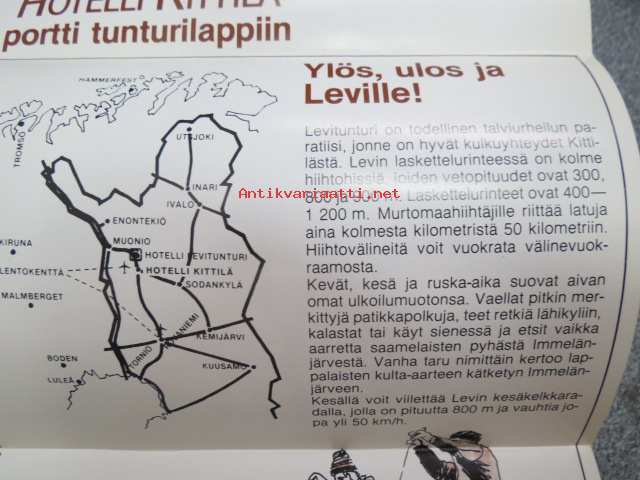 HOTELLI KITTILÄ
portti tunturilappiin
Ylös, ulos ja
Leville!
Levitunturi on todellinen talviurheilun pa-
ratiisi, jonne on hyvät kulkuyhteydet Kitti-
lästä. Levin laskettelurinteessä on kolme
hiihtohissiä, joiden vetopituudet ovat 300,
600 ja 900 m. Laskettelurinteet ovat 400—
1 200 m. Murtomaahiihtäjille riittää latuja
aina kolmesta kilometristä 50 kilometriin.
Hiihtovälineitä voit vuokrata välinevuok-
raamosta.
Kevät, kesä ja ruska-aika suovat aivan
omat ulkoilumuotonsa. Vaellat pitkin mer-
kittyjä patikkapolkuja, teet retkiä lähikyliin,
kalastat tai käyt sienessä ja etsit vaikka
aarretta saamelaisten pyhästä Immelän-
järvestä. Vanha taru nimittäin kertoo lap-
palaisten kulta-aarteen kätketyn Immelän-
järveen.
Kesällä voit viilettää Levin kesäkelkkara-
dalla, jolla on pituutta 800 m ja vauhtia jo-
pa yli 50 km/h.
HAMMERFEST
TROMSÖ
UTSJOKI
INARI
IVALO
ENONTEKIÖ
MUONIO
KIRUNA
HOTELLI LEVITUNTURI
LENTOKENTTÄ
HOTELLI KITTILÄ
SODANKYLÄ
MALMBERGET
ROVANIEMI
KEMIJÄRVI
TORNIO
BODEN
KUUSAMO
LULEÅ
Antikvariaatti.net